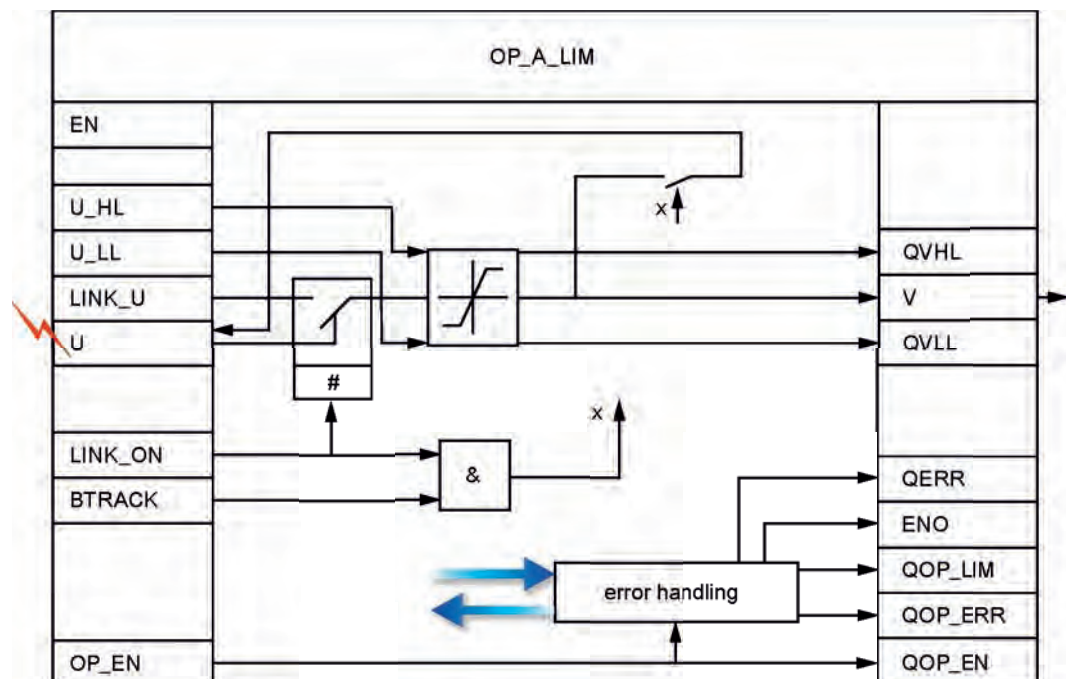 OP_A_LIM
EN
U_HL
U_LL
LINK_U
U
#
LINK_ON
BTRACK
&
x
x
error handling
OP_EN
QVHL
V
QVLL
QERR
ENO
QOP_LIM
QOP_ERR
QOP_EN